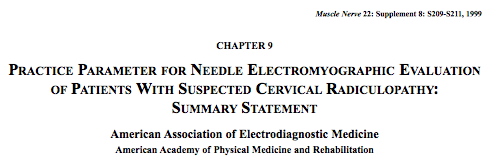 Muscle Nerve 22: Supplement 8: S209-S211, 1999
CHAPTER 9
PRACTICE PARAMETER FOR NEEDLE ELECTROMYOGRAPHIC EVALUATION
OF PATIENTS WITH SUSPECTED CERVICAL RADICULOPATHY:
SUMMARY STATEMENT
American Association of Electrodiagnostic Medicine
American Academy of Physical Medicine and Rehabilitation